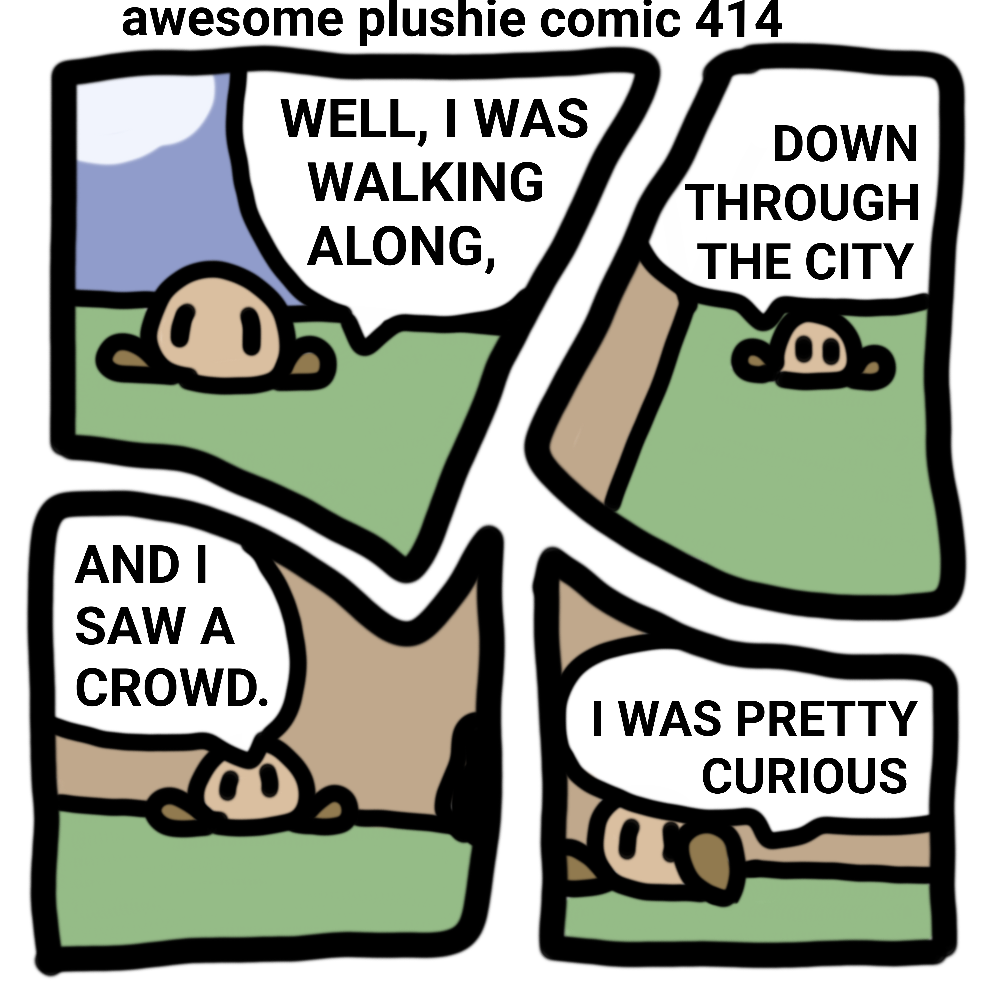 awesome plushie comic 414
WELL, I WAS
WALKING
ALONG,
DOWN
THROUGH
THE CITY
AND I
SAW A
CROWD.
I WAS PRETTY
CURIOUS